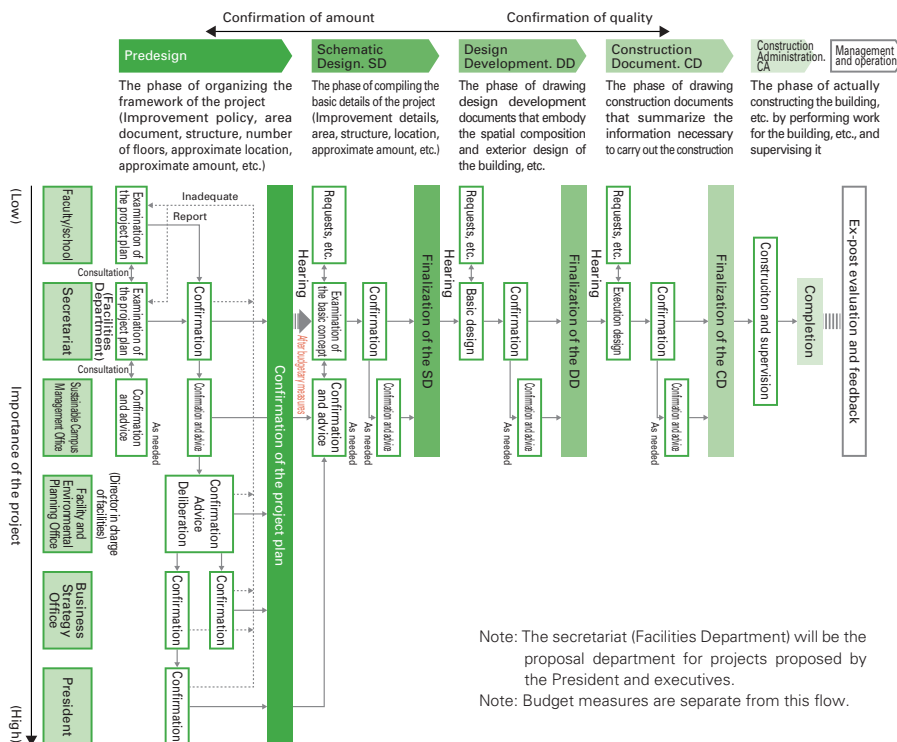 Confirmation of amount
Confirmation of quality
Predesign
Schematic
Design. SD
Design
Development. DD
Construction
Document. CD
Construction
Administration.
CA
Management
and operation
The phase of organizing the
framework of the project
(Improvement policy, area
document, structure, number
of floors, approximate location,
approximate amount, etc.)
The phase of compiling the
basic details of the project
(Improvement details,
area, structure, location,
approximate amount, etc.)
The phase of drawing
design development
documents that embody
the spatial composition
and exterior design of
the building, etc.
The phase of drawing
construction documents
that summarize the
information necessary
to carry out the construction
The phase of actually
constructing the building,
etc. by performing work
for the building, etc., and
supervising it
(Low)
Importance of the project
(High)
Faculty/school
Secretariat
(Facilities
Department)
Sustainable Campus
Management Office
Facility and
Environmental
Planning Office
(Director in charge
of facilities)
Business
Strategy
Office
President
Examination of
the project plan
Inadequate
Report
Consultation
Examination of
the project plan
Confirmation
Consultation
Confirmation
and advice
As needed
Confirmation and advice
Confirmation
Advice
Deliberation
Confirmation
Confirmation
Confirmation
Confirmation of the project plan
Hearing
After budgetary measures
Requests, etc.
Examination of
the basic concept
Confirmation
Confirmation
and advice
As needed
Confirmation and advice
As needed
Finalization of the SD
Hearing
Requests, etc.
Basic design
Confirmation
Confirmation and advice
As needed
Finalization of the DD
Hearing
Requests, etc.
Execution design
Confirmation
Confirmation and advice
As needed
Finalization of the CD
Construciton and supervision
Completion
Ex-post evaluation and feedback
Note: The secretariat (Facilities Department) will be the
proposal department for projects proposed by
the President and executives.
Note: Budget measures are separate from this flow.